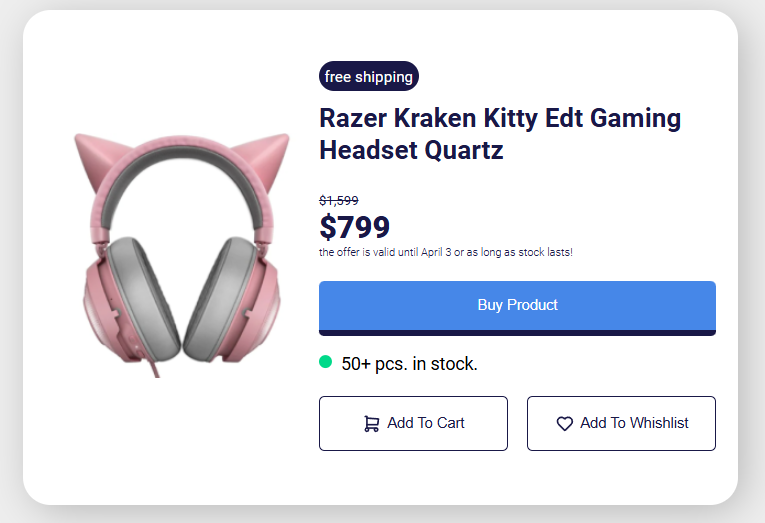 free shipping
Razer Kraken Kitty Edt Gaming
Headset Quartz
$1,599
$799
the offer is valid until April 3 or as long as stock lasts!
Buy Product
50+ pcs. in stock.
Add To Cart
Add To Whishlist